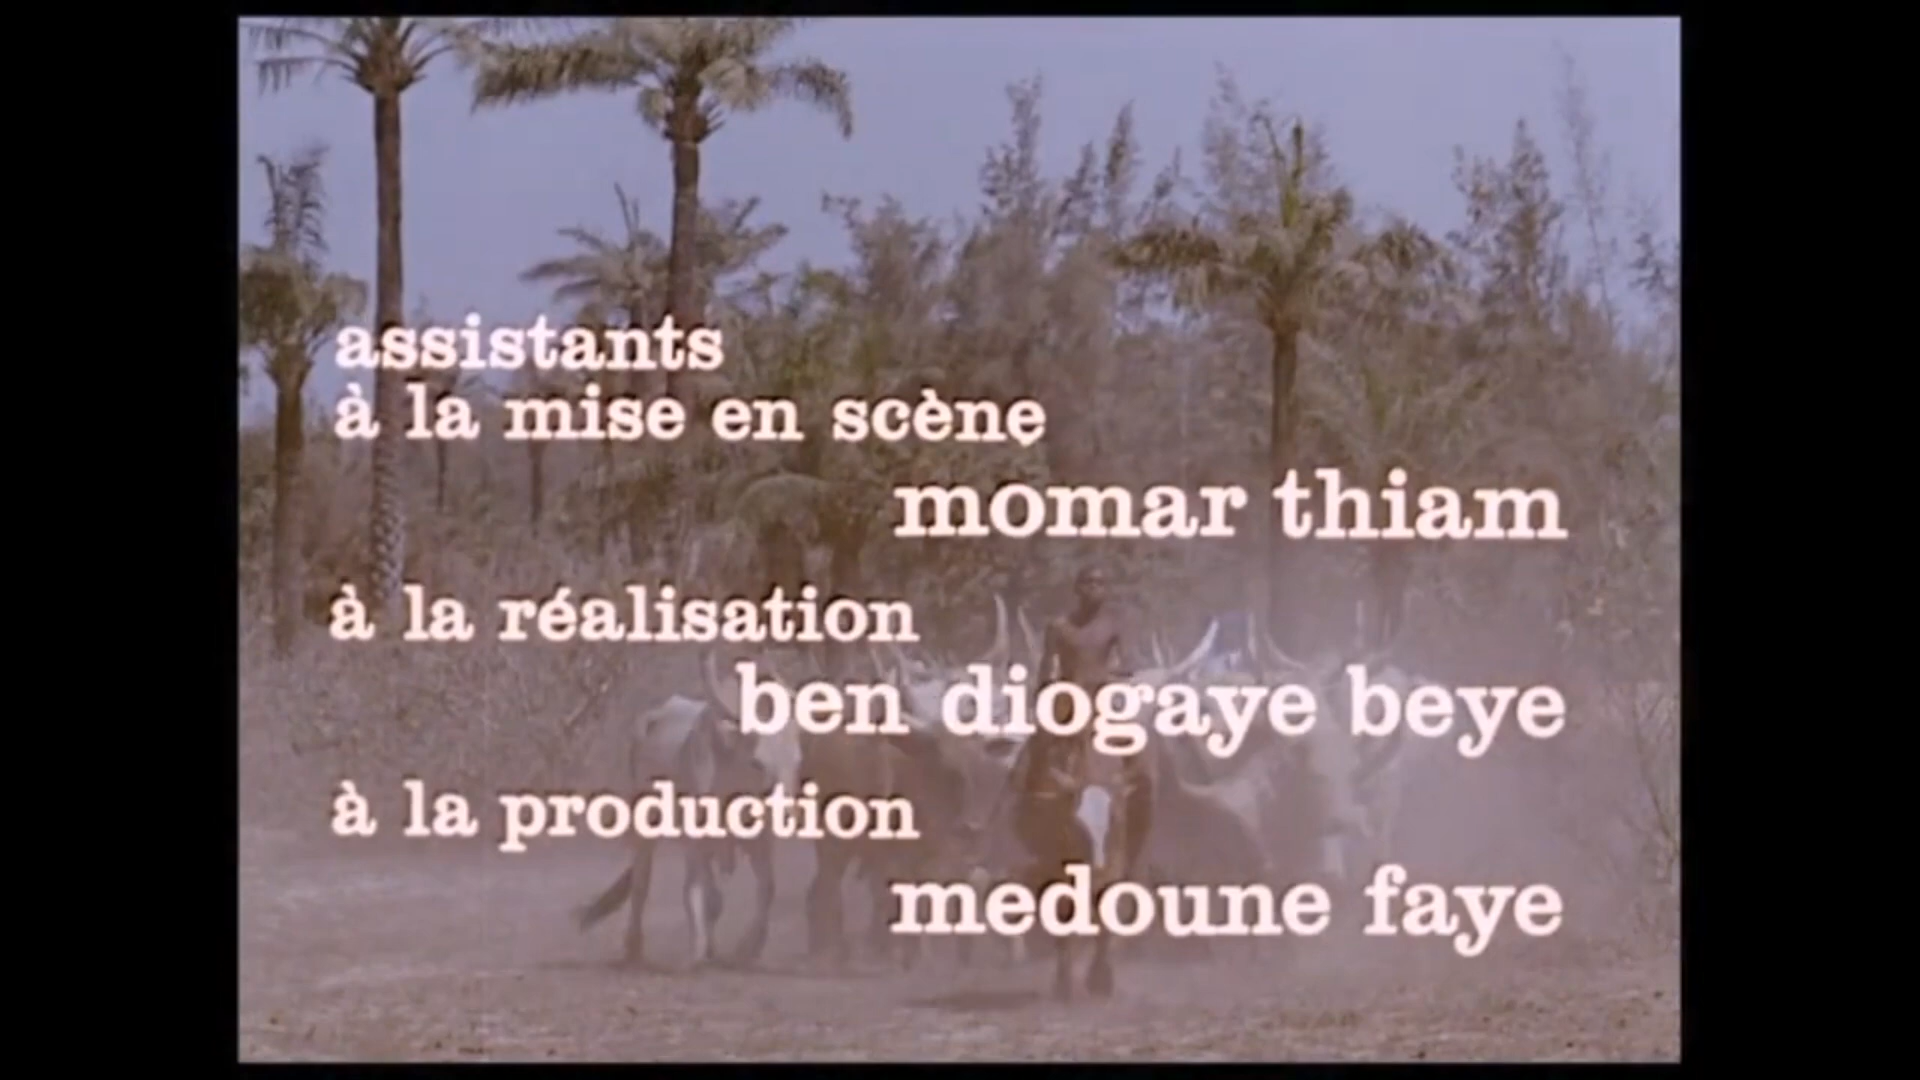 assistants
à la mise en scène
momar thiam
à la réalisation
ben diogaye beye
à la production
medoune faye